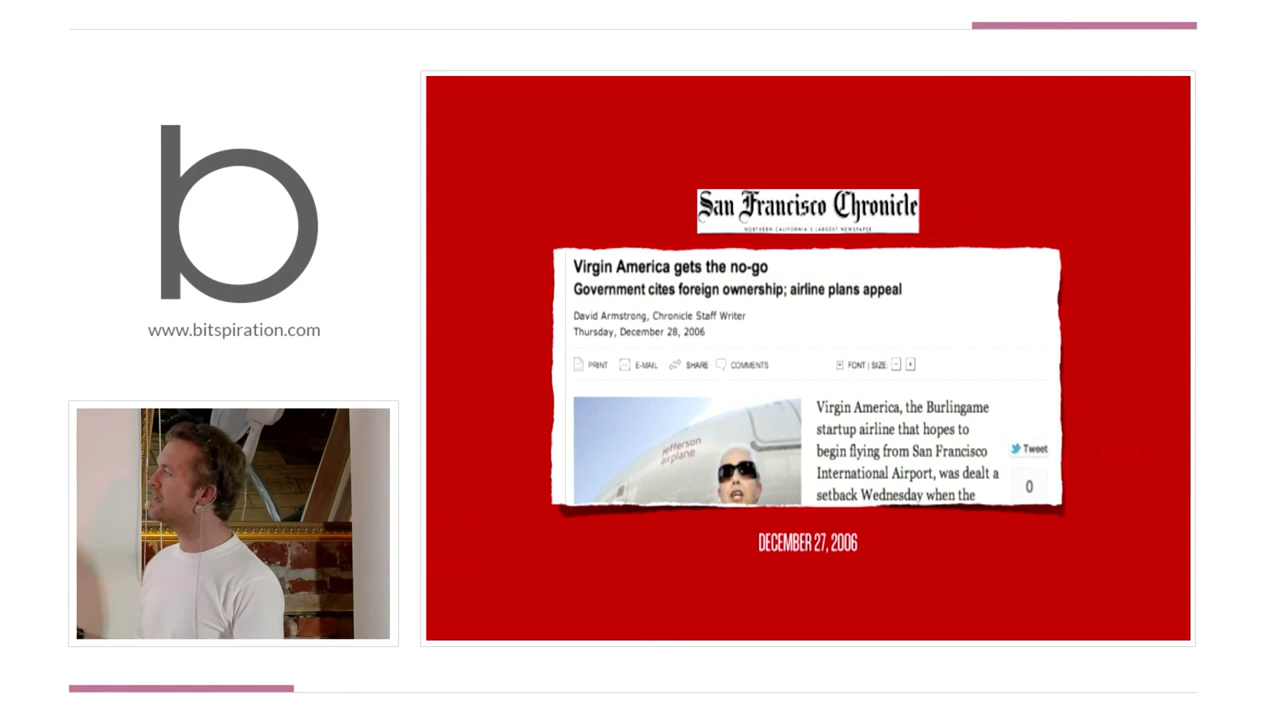 b
www.bitspiration.com
San Francisco Chronicle
NORTHERN CALIFORNIA'S LARGEST NEWSPAPER
Virgin America gets the no-go
Government cites foreign ownership; airline plans appeal
David Armstrong, Chronicle Staff Writer
Thursday, December 28, 2006
PRINT E-MAIL SHARE COMMENTS FONT | SIZE: - +
jefferson
airplane
Virgin America, the Burlingame
startup airline that hopes to
begin flying from San Francisco
International Airport, was dealt a
setback Wednesday when the
Tweet
0
DECEMBER 27, 2006